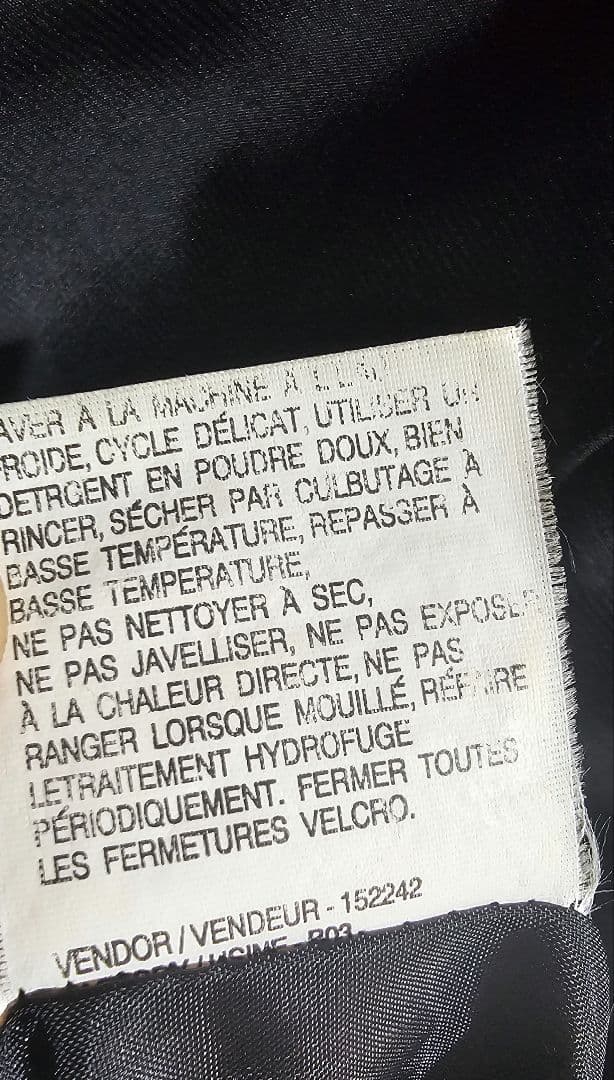 AVER À LA MACHINE À L'EAU
ROIDE, CYCLE DÉLICAT, UTILISER UN
DETRGENT EN POUDRE DOUX, BIEN
RINCER, SÉCHER PAR CULBUTAGE À
BASSE TEMPÉRATURE, REPASSER À
BASSE TEMPERATURE,
NE PAS NETTOYER À SEC,
NE PAS JAVELLISER, NE PAS EXPOSER
À LA CHALEUR DIRECTE, NE PAS
RANGER LORSQUE MOUILLÉ, RÉFAIRE
LETRAITEMENT HYDROFUGE
PÉRIODIQUEMENT. FERMER TOUTES
LES FERMETURES VELCRO.
VENDOR / VENDEUR - 152242